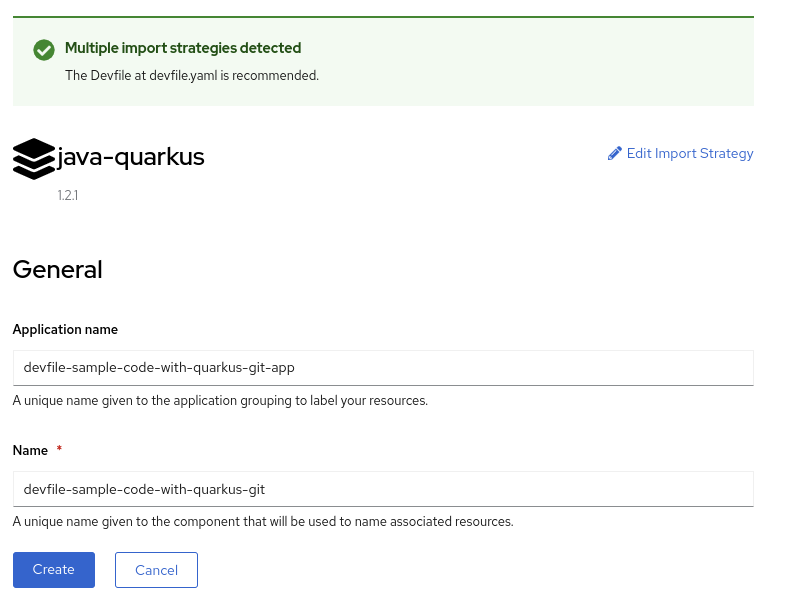 Multiple import strategies detected
The Devfile at devfile.yaml is recommended.
java-quarkus
Edit Import Strategy
1.2.1
General
Application name
devfile-sample-code-with-quarkus-git-app
A unique name given to the application grouping to label your resources.
Name *
devfile-sample-code-with-quarkus-git
A unique name given to the component that will be used to name associated resources.
Create
Cancel